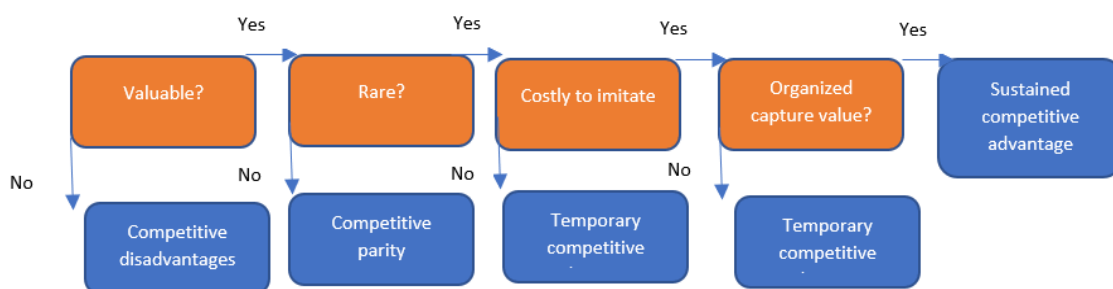 Yes
Yes
Yes
Yes
Valuable?
Rare?
Costly to imitate
Organized
capture value?
Sustained
competitive
advantage
No
No
No
No
Competitive
disadvantages
Competitive
parity
Temporary
competitive
Temporary
competitive